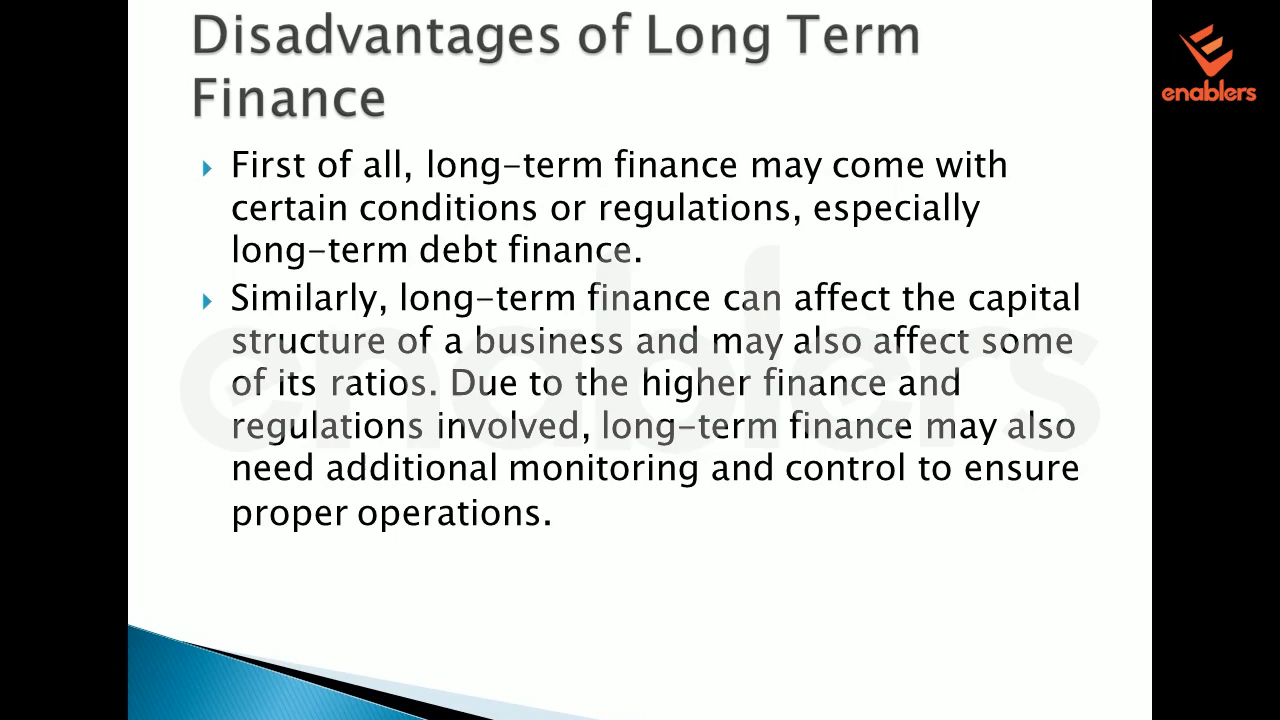 Disadvantages of Long Term
Finance
enablers
First of all, long-term finance may come with
certain conditions or regulations, especially
long-term debt finance.
Similarly, long-term finance can affect the capital
structure of a business and may also affect some
of its ratios. Due to the higher finance and
regulations involved, long-term finance may also
need additional monitoring and control to ensure
proper operations.
enablers